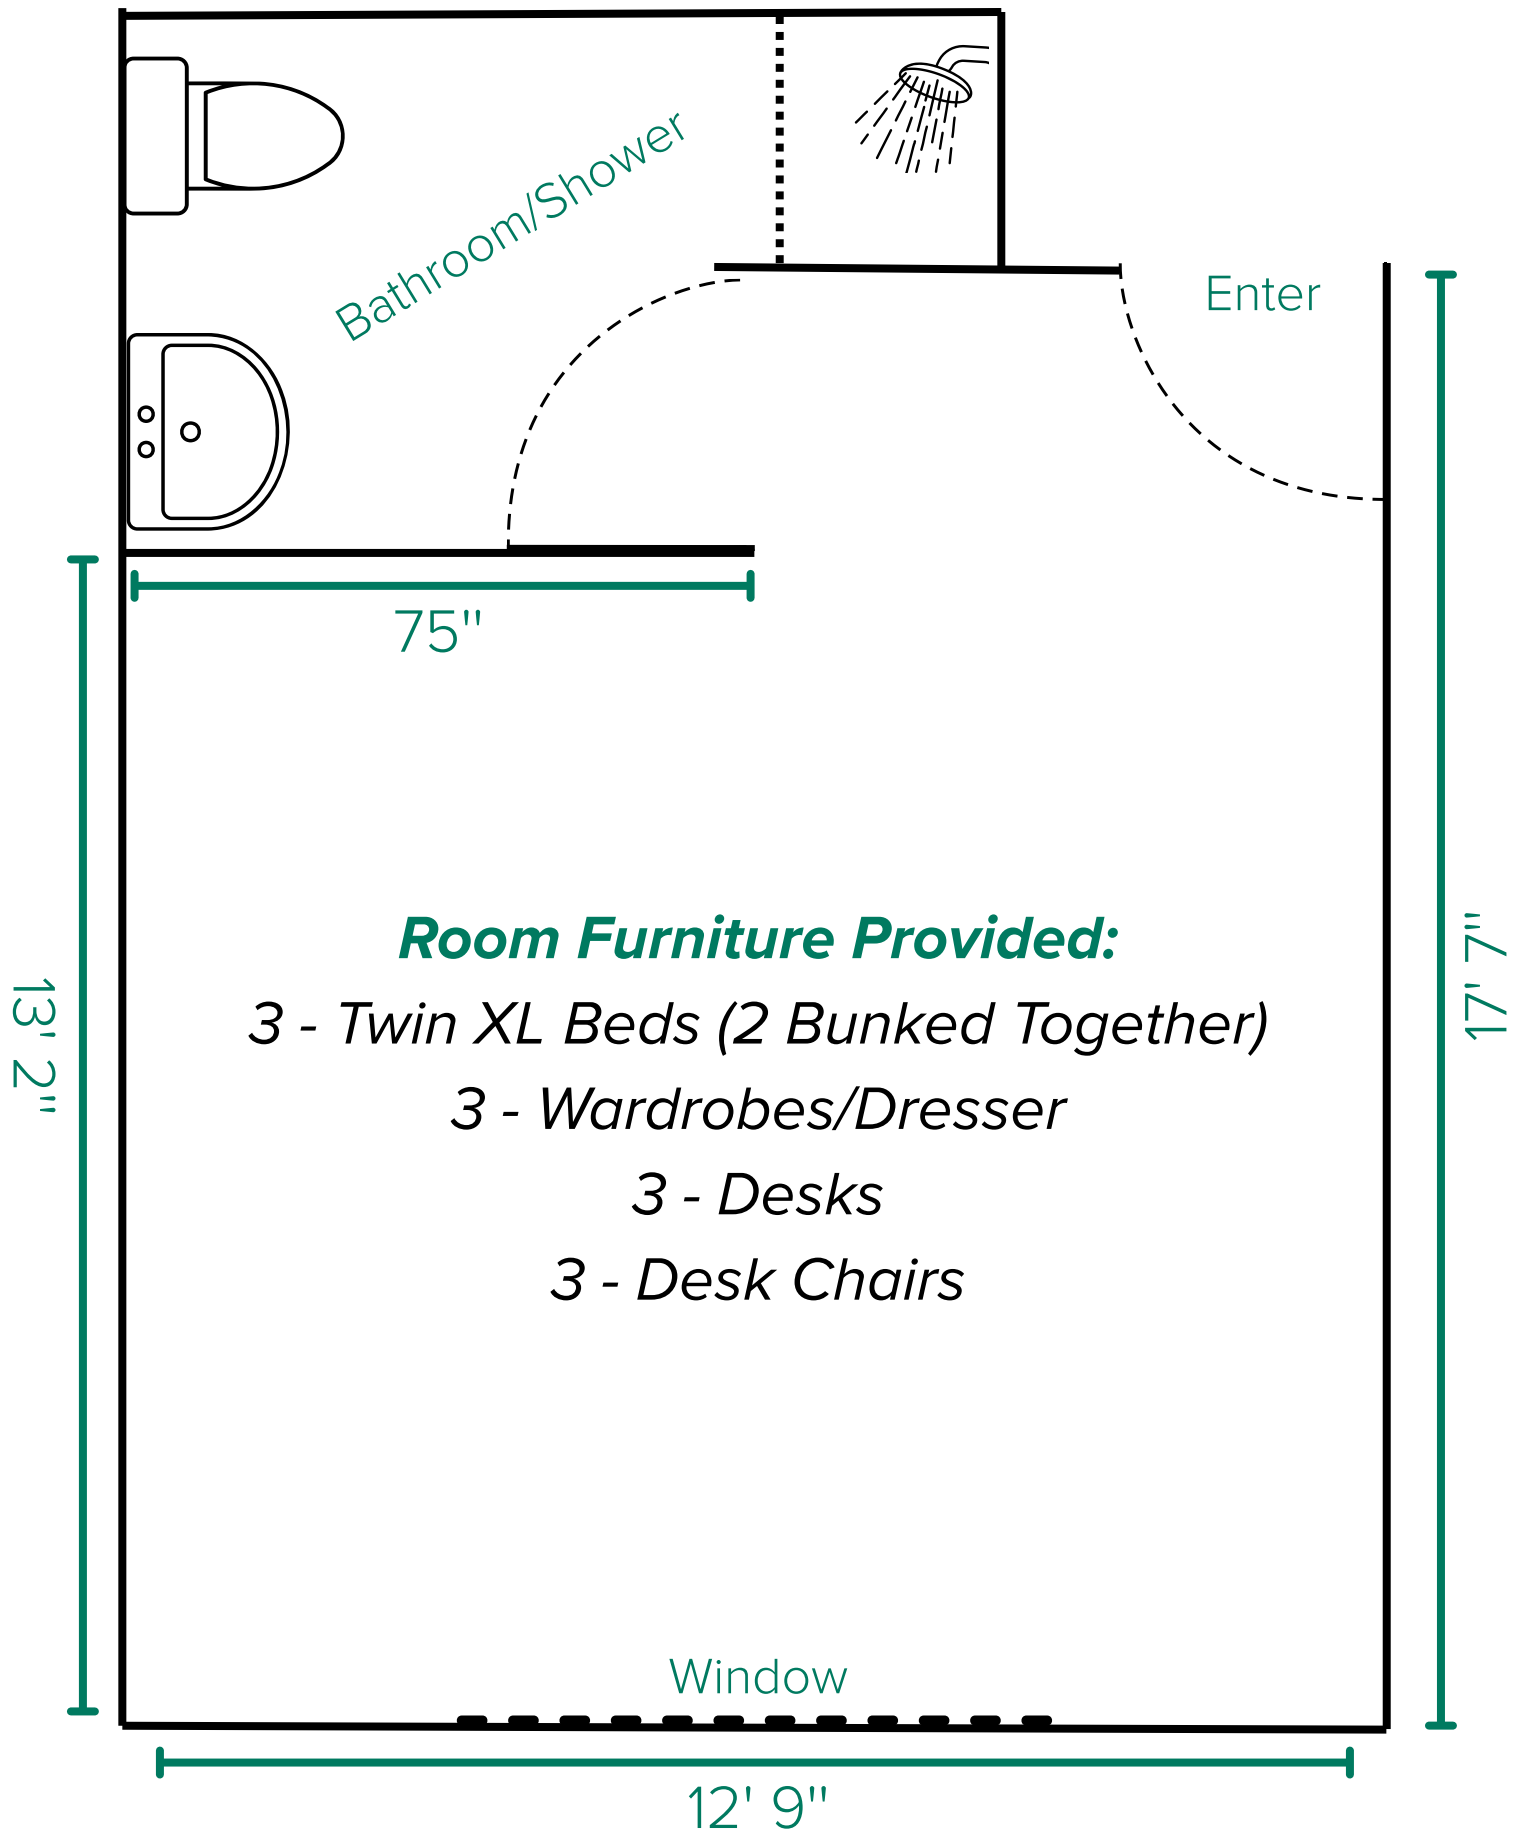 Bathroom/Shower
Enter
75"
13' 2"
17' 7"
Room Furniture Provided:
3 - Twin XL Beds (2 Bunked Together)
3 - Wardrobes/Dresser
3 - Desks
3 - Desk Chairs
Window
12' 9"